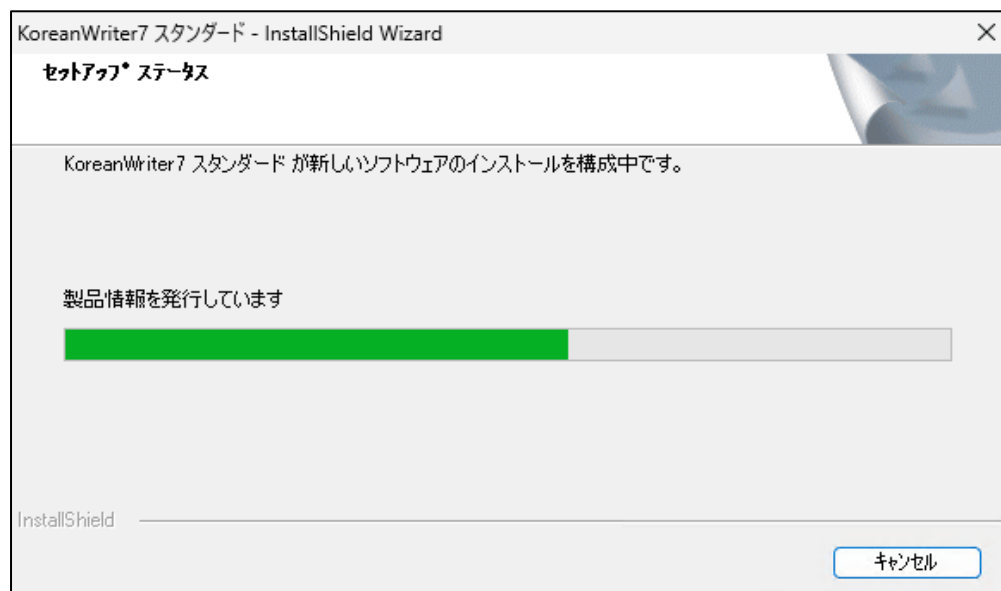 KoreanWriter7 スタンダード - InstallShield Wizard
セットアップ ステータス
KoreanWriter7 スタンダード が新しいソフトウェアのインストールを構成中です。
製品情報を発行しています
InstallShield
キャンセル